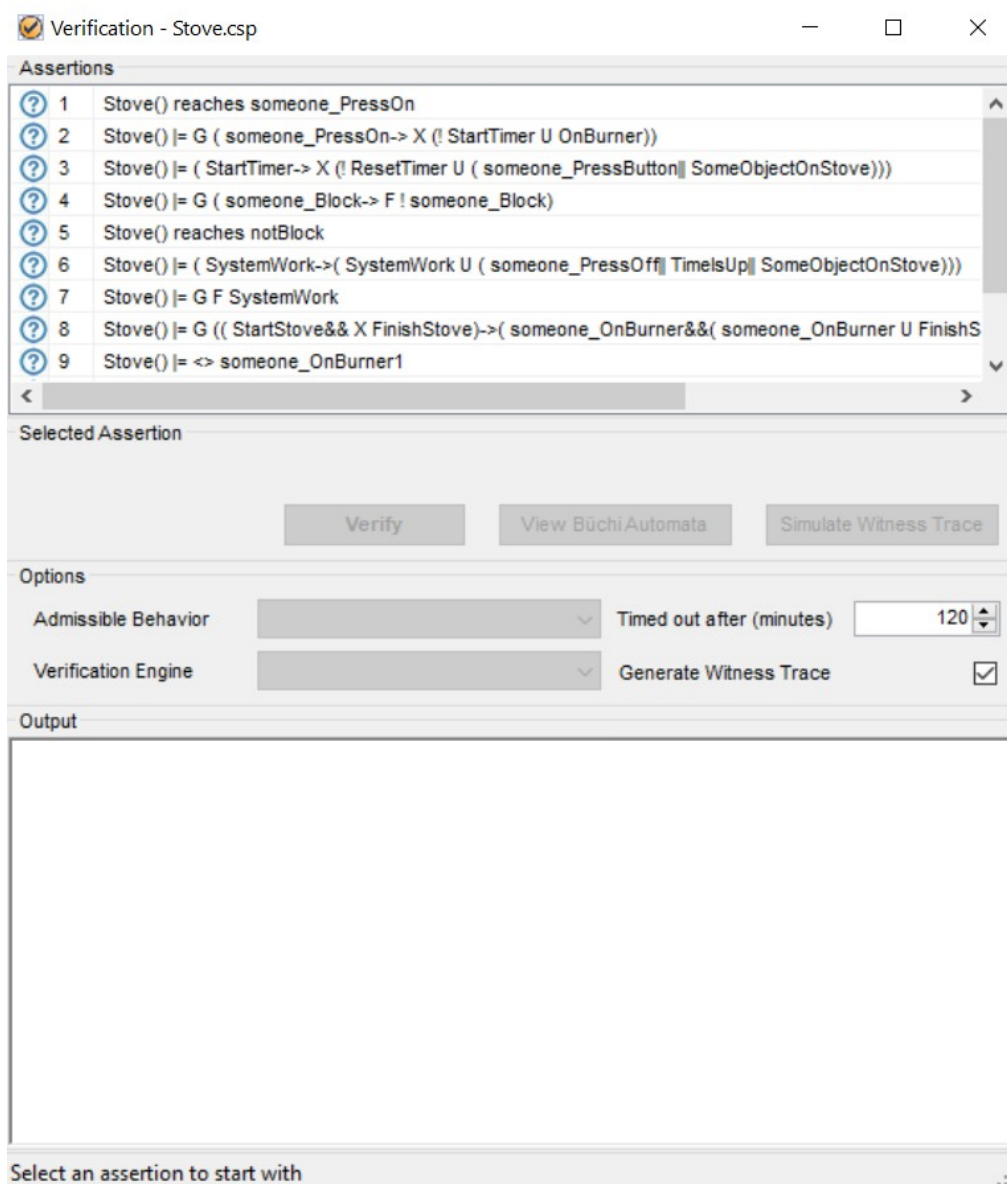 Verification - Stove.csp
Assertions
1 Stove() reaches someone_PressOn
2 Stove() |= G ( someone_PressOn-> X (! StartTimer U OnBurner))
3 Stove() |= ( StartTimer-> X (! ResetTimer U ( someone_PressButton|| SomeObjectOnStove)))
4 Stove() |= G ( someone_Block-> F ! someone_Block)
5 Stove() reaches notBlock
6 Stove() |= ( SystemWork->( SystemWork U ( someone_PressOff|| TimeIsUp|| SomeObjectOnStove)))
7 Stove() |= G F SystemWork
8 Stove() |= G (( StartStove&& X FinishStove)->( someone_OnBurner&&( someone_OnBurner U FinishS
9 Stove() |= <> someone_OnBurner1
Selected Assertion
Verify View Büchi Automata Simulate Witness Trace
Options
Admissible Behavior Timed out after (minutes) 120
Verification Engine Generate Witness Trace
Output
Select an assertion to start with